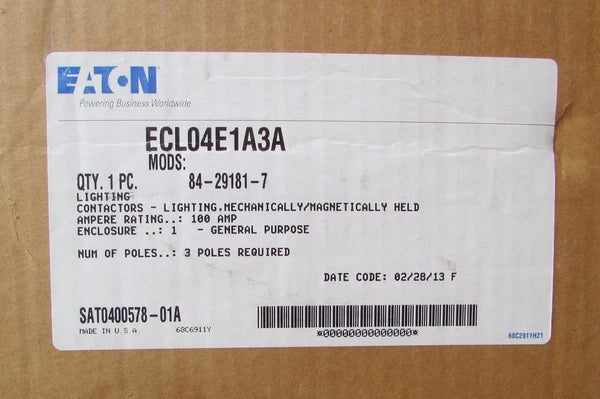 EATON
Powering Business Worldwide
ECL04E1A3A
MODS:
QTY. 1 PC. 84-29181-7
LIGHTING
CONTACTORS - LIGHTING,MECHANICALLY/MAGNETICALLY HELD
AMPERE RATING..: 100 AMP
ENCLOSURE ..: 1 - GENERAL PURPOSE
NUM OF POLES..: 3 POLES REQUIRED
DATE CODE: 02/28/13 F
SAT0400578-01A
MADE IN U.S.A. 68C6911Y
*00000000000000*
68C2911H21